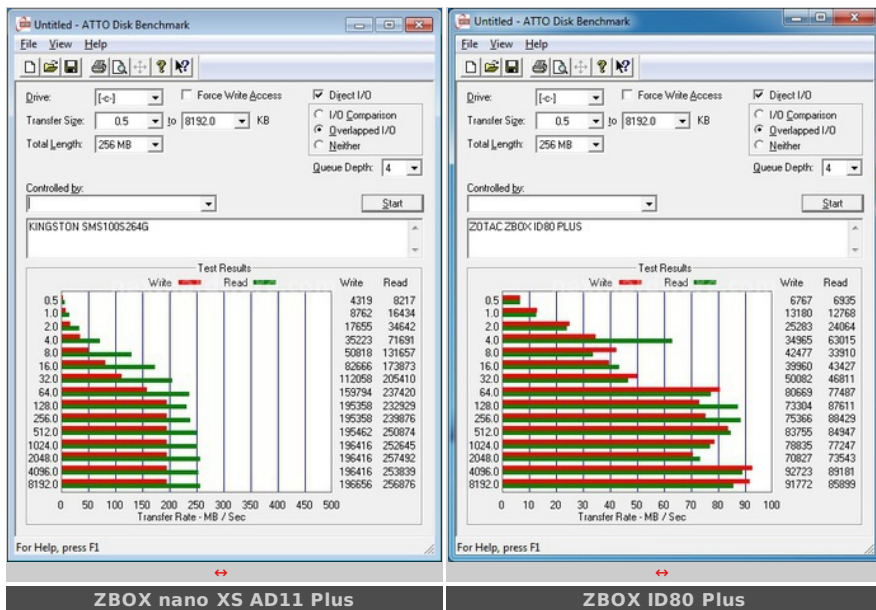 Untitled - ATTO Disk Benchmark
File View Help
Drive: [-c-] Force Write Access Direct I/O
Transfer Size: 0.5 to 8192.0 KB
I/O Comparison
Overlapped I/O
Neither
Total Length: 256 MB
Queue Depth: 4
Controlled by:
Start
KINGSTON SMS100S264G
Test Results
Write Read Write Read
0.5 4319 8217
1.0 8762 16434
2.0 17655 34642
4.0 35223 71691
8.0 50818 131657
16.0 82666 173873
32.0 112058 205410
64.0 159794 237420
128.0 195358 232929
256.0 195358 239876
512.0 195462 250874
1024.0 196416 252645
2048.0 196416 257492
4096.0 196416 253839
8192.0 196656 256876
0 50 100 150 200 250 300 350 400 450 500
Transfer Rate - MB / Sec
For Help, press F1
ZBOX nano XS AD11 Plus
Untitled - ATTO Disk Benchmark
File View Help
Drive: [-c-] Force Write Access Direct I/O
Transfer Size: 0.5 to 8192.0 KB
I/O Comparison
Overlapped I/O
Neither
Total Length: 256 MB
Queue Depth: 4
Controlled by:
Start
ZOTAC ZBOX ID80 PLUS
Test Results
Write Read Write Read
0.5 6767 6935
1.0 13180 12768
2.0 25283 24064
4.0 34965 63015
8.0 42477 33910
16.0 39960 43427
32.0 50082 46811
64.0 80669 77487
128.0 73304 87611
256.0 75366 88429
512.0 83755 84947
1024.0 78835 77247
2048.0 70827 73543
4096.0 92723 89181
8192.0 91772 85899
0 10 20 30 40 50 60 70 80 90 100
Transfer Rate - MB / Sec
For Help, press F1
ZBOX ID80 Plus